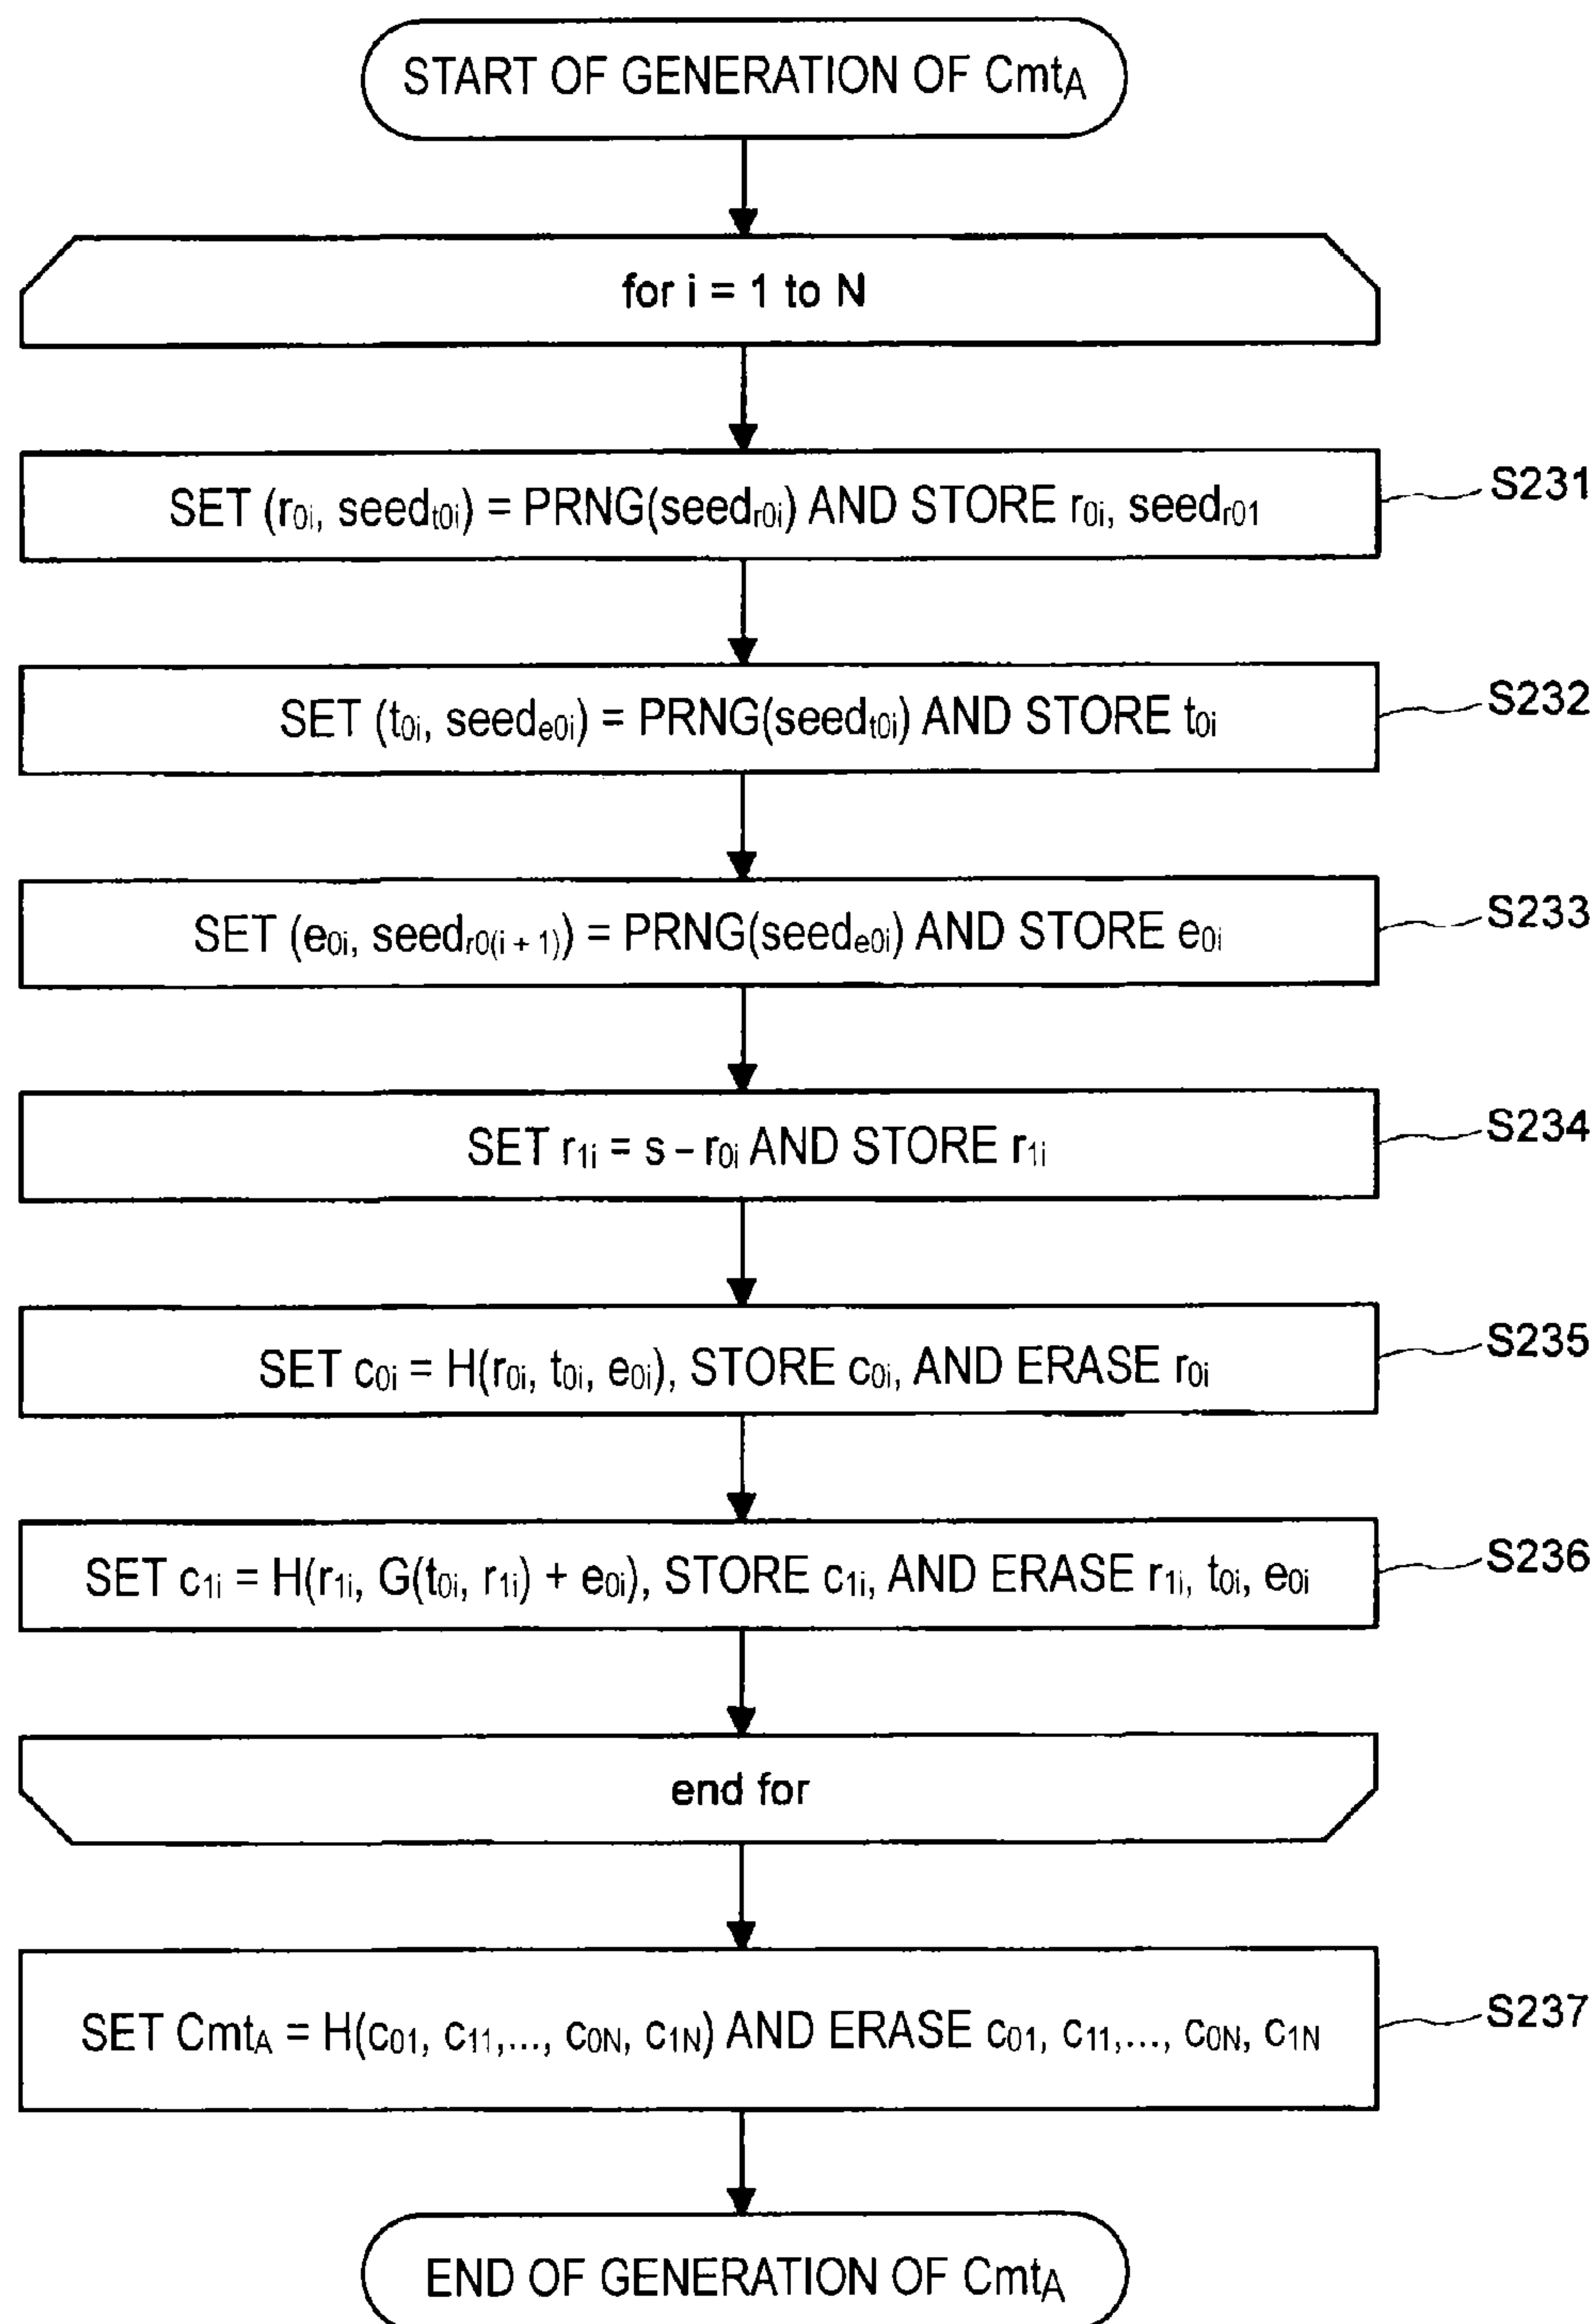 START OF GENERATION OF CmtA
for i = 1 to N
SET (r0i, seedt0i) = PRNG(seedr0i) AND STORE r0i, seedr01
S231
SET (t0i, seede0i) = PRNG(seedt0i) AND STORE t0i
S232
SET (e0i, seedr0(i + 1)) = PRNG(seede0i) AND STORE e0i
S233
SET r1i = s – r0i AND STORE r1i
S234
SET c0i = H(r0i, t0i, e0i), STORE c0i, AND ERASE r0i
S235
SET c1i = H(r1i, G(t0i, r1i) + e0i), STORE c1i, AND ERASE r1i, t0i, e0i
S236
end for
SET CmtA = H(c01, c11,..., c0N, c1N) AND ERASE c01, c11,..., c0N, c1N
S237
END OF GENERATION OF CmtA